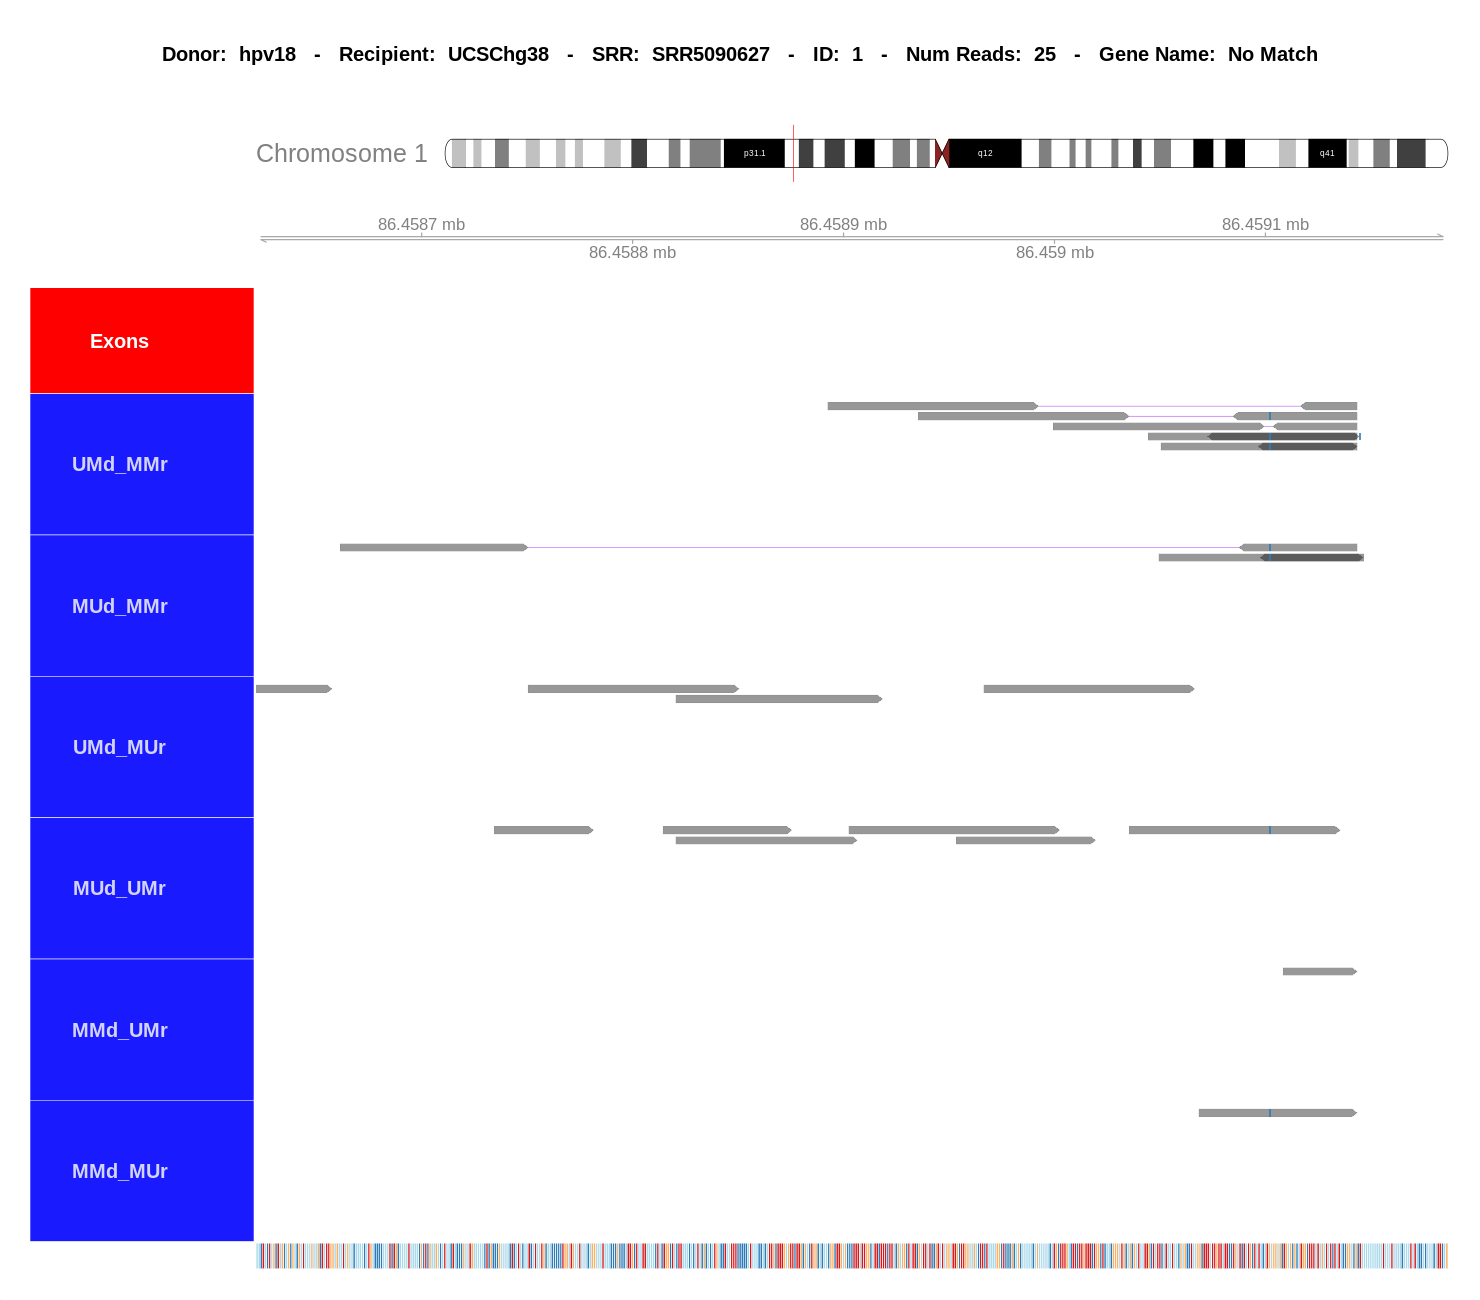 Donor: hpv18 - Recipient: UCSChg38 - SRR: SRR5090627 - ID: 1 - Num Reads: 25 - Gene Name: No Match
Chromosome 1
p31.1 q12 q41
86.4587 mb 86.4589 mb 86.4591 mb
86.4588 mb 86.459 mb
Exons
UMd_MMr
MUd_MMr
UMd_MUr
MUd_UMr
MMd_UMr
MMd_MUr